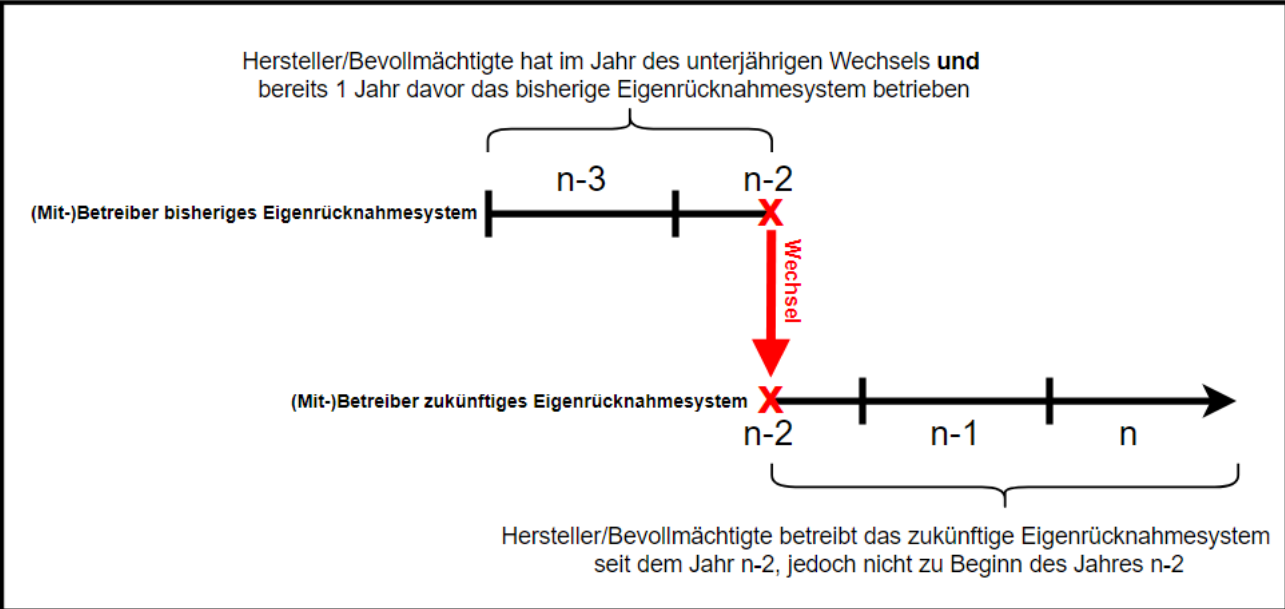 Hersteller/Bevollmächtigte hat im Jahr des unterjährigen Wechsels und
bereits 1 Jahr davor das bisherige Eigenrücknahmesystem betrieben
n-3
n-2
(Mit-)Betreiber bisheriges Eigenrücknahmesystem
X
Wechsel
(Mit-)Betreiber zukünftiges Eigenrücknahmesystem
X
n-2
n-1
n
Hersteller/Bevollmächtigte betreibt das zukünftige Eigenrücknahmesystem
seit dem Jahr n-2, jedoch nicht zu Beginn des Jahres n-2